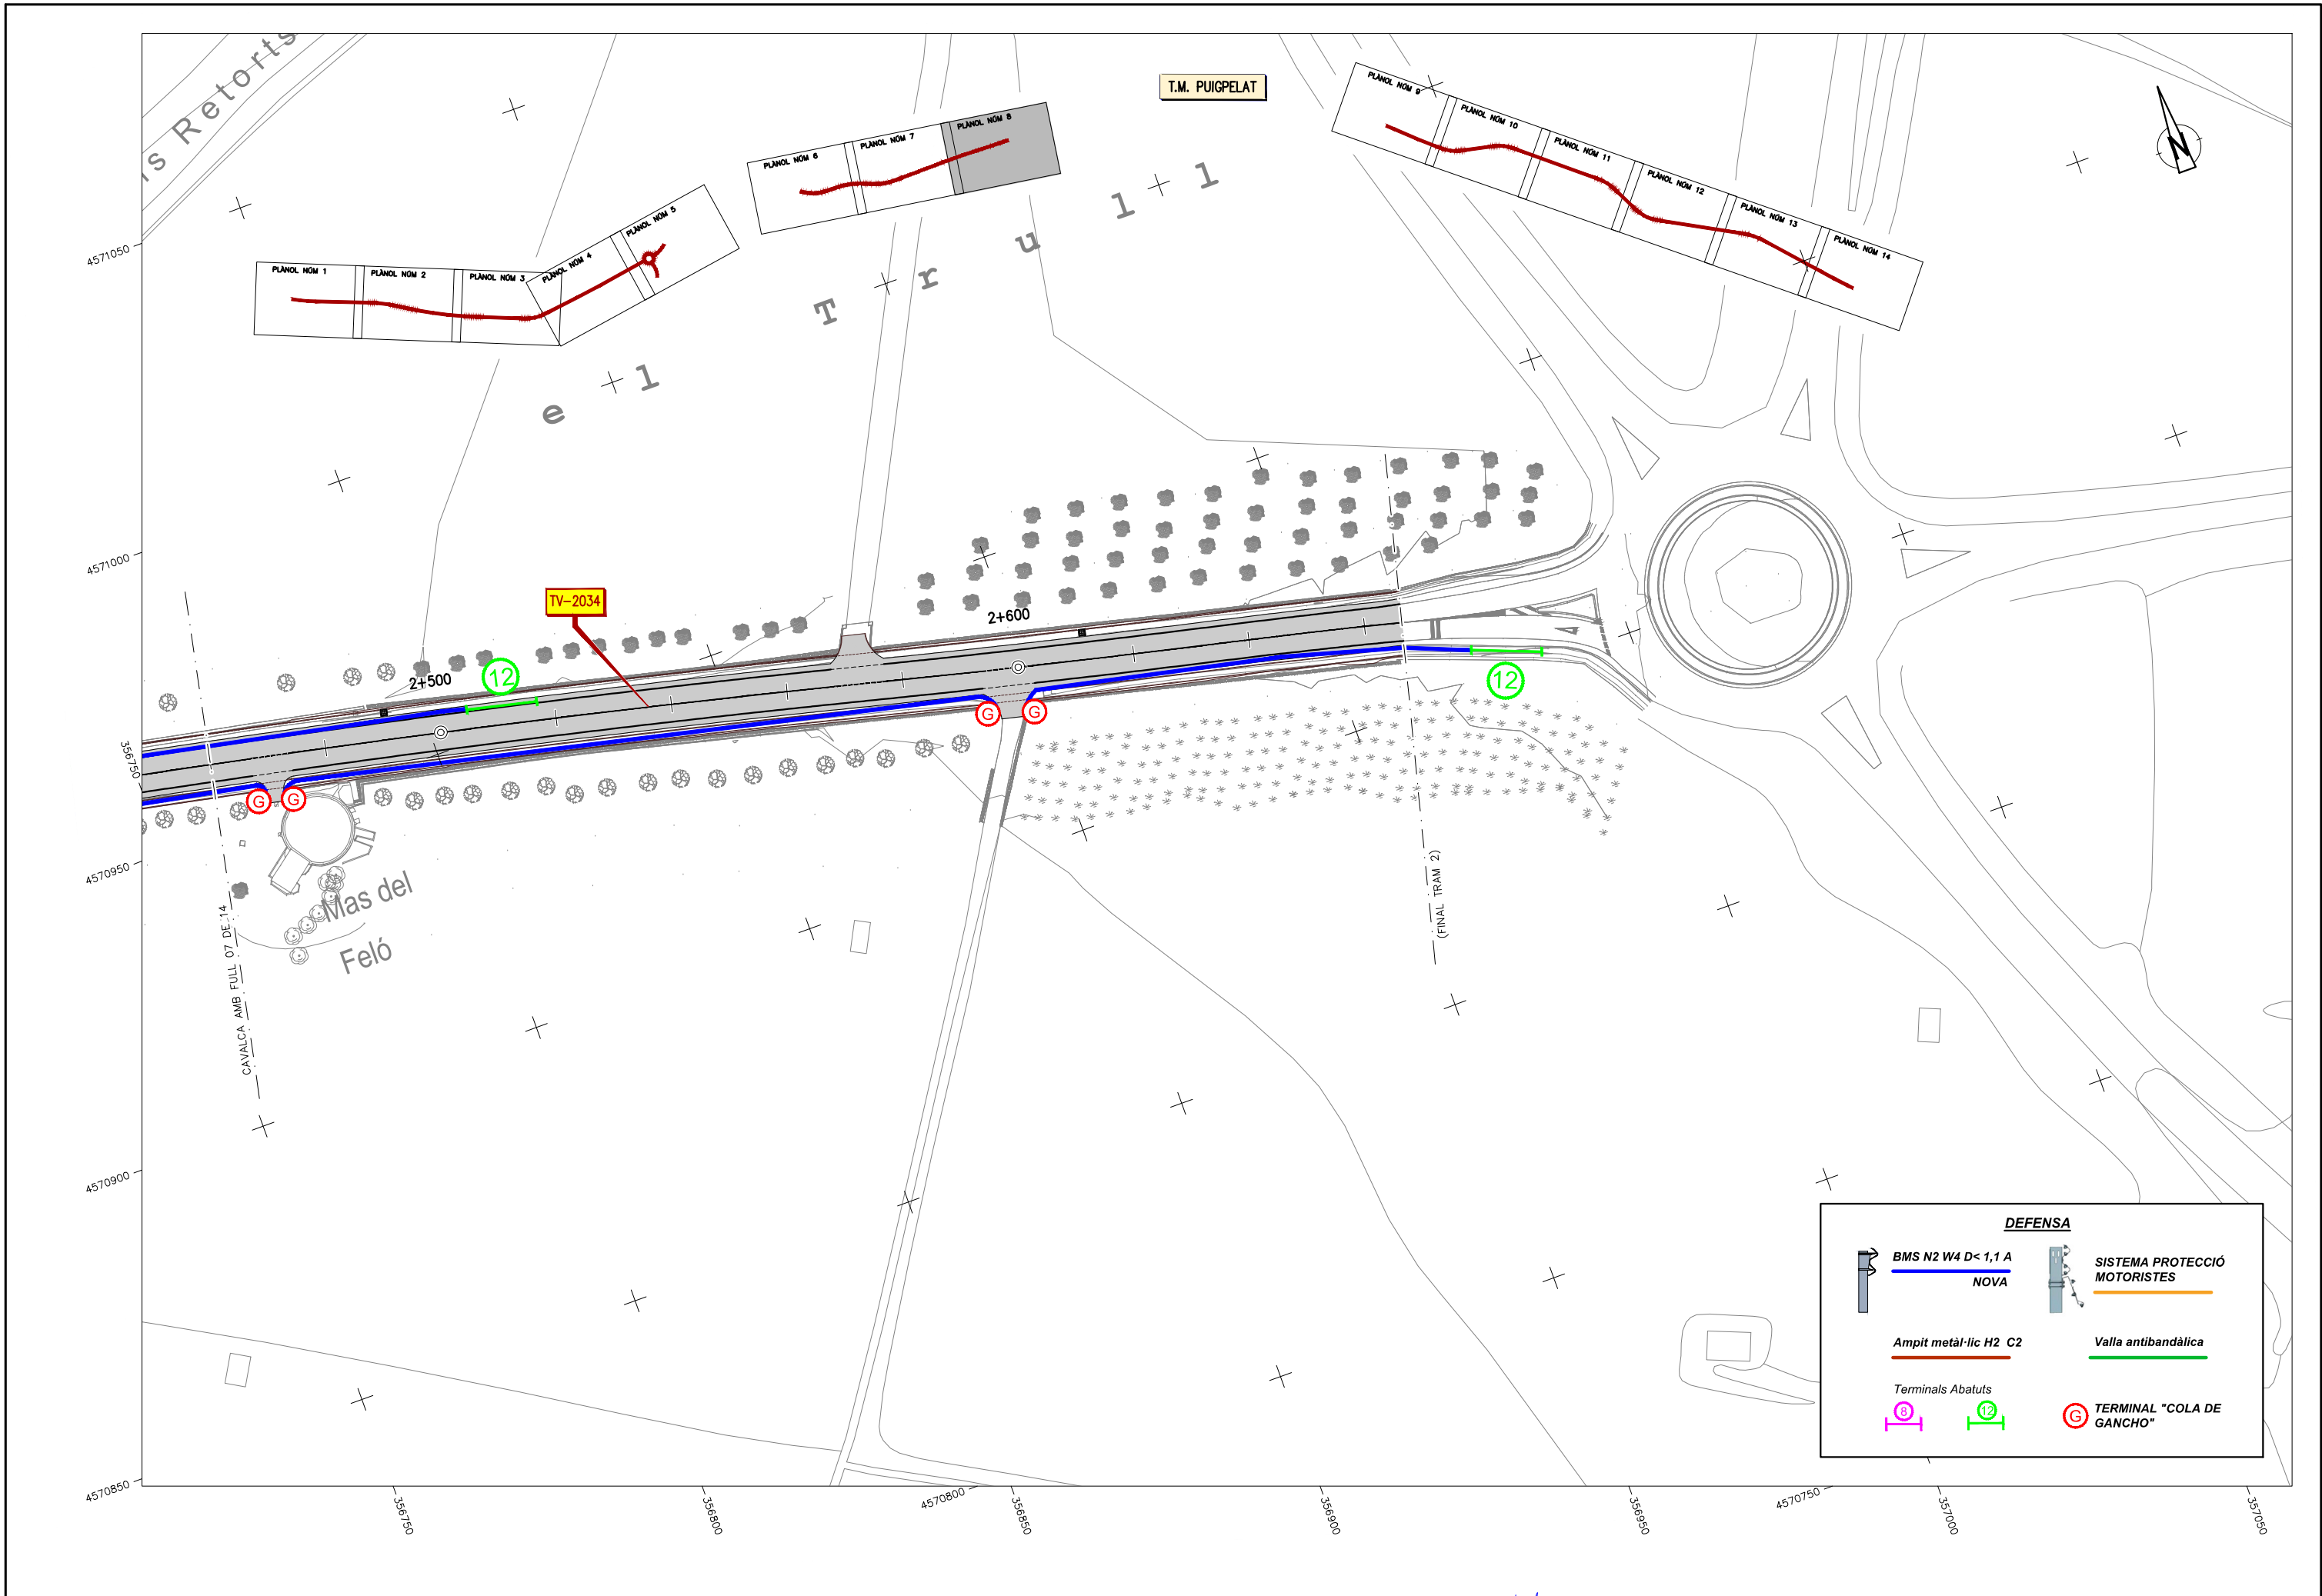 T.M. PUIGPELAT
PLÀNOL NÚM 9
PLÀNOL NÚM 10
PLÀNOL NÚM 11
PLÀNOL NÚM 12
PLÀNOL NÚM 13
PLÀNOL NÚM 14
PLÀNOL NÚM 6
PLÀNOL NÚM 7
PLÀNOL NÚM 8
PLÀNOL NÚM 1
PLÀNOL NÚM 2
PLÀNOL NÚM 3
PLÀNOL NÚM 4
PLÀNOL NÚM 5
N
s Retorts
e l T r u l l
4571050
4571000
356750
4570950
4570900
4570850
TV-2034
2+500
12
2+600
12
G
G
G
G
Mas del
Feló
CAVALCA AMB FULL 07 DE 14
(FINAL TRAM 2)
DEFENSA
BMS N2 W4 D< 1,1 A
NOVA
SISTEMA PROTECCIÓ
MOTORISTES
Ampit metàl·lic H2 C2
Valla antibandàlica
Terminals Abatuts
8
12
G
TERMINAL "COLA DE
GANCHO"
356750
356800
4570800
356850
356900
356950
4570750
357000
357050